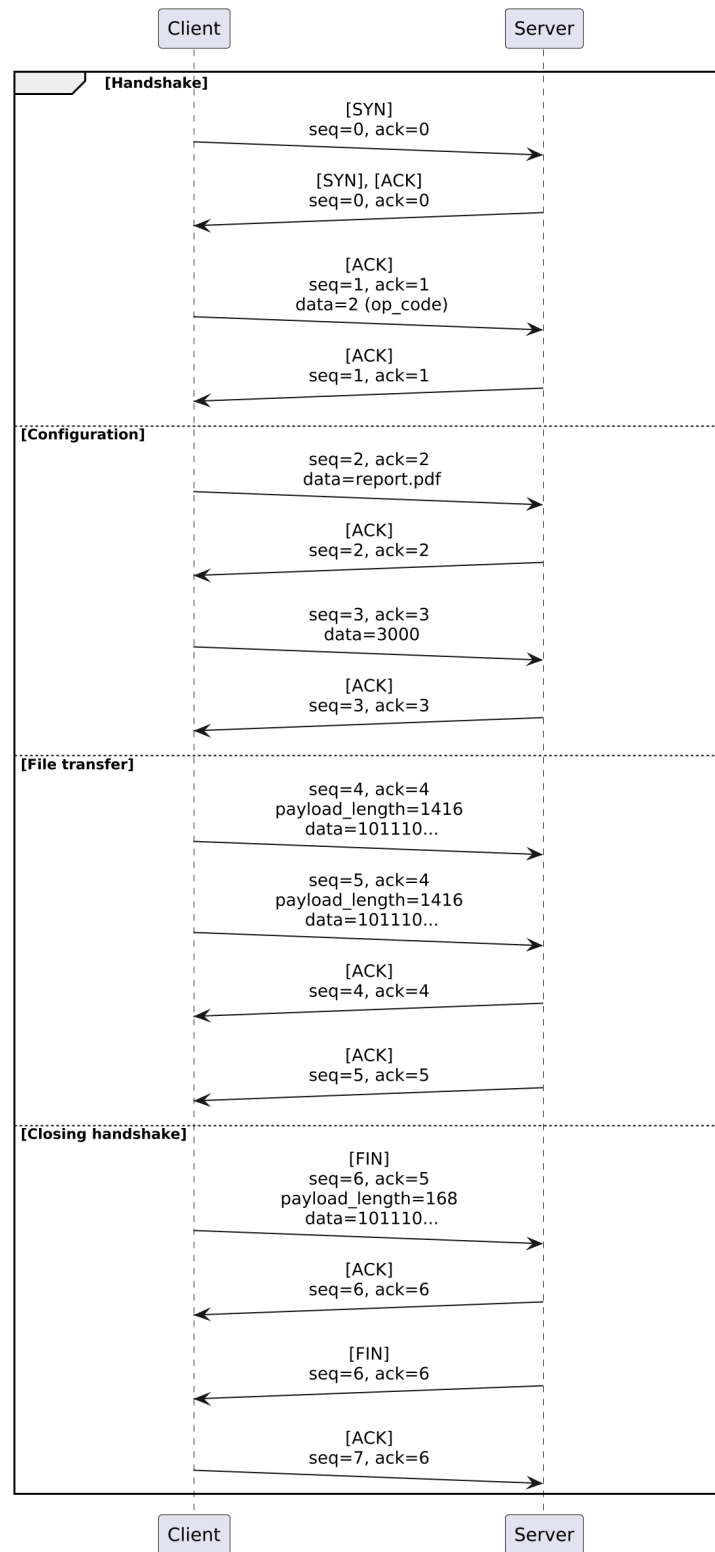 Client Server
[Handshake]
[SYN]
seq=0, ack=0
[SYN], [ACK]
seq=0, ack=0
[ACK]
seq=1, ack=1
data=2 (op_code)
[ACK]
seq=1, ack=1
[Configuration]
seq=2, ack=2
data=report.pdf
[ACK]
seq=2, ack=2
seq=3, ack=3
data=3000
[ACK]
seq=3, ack=3
[File transfer]
seq=4, ack=4
payload_length=1416
data=101110...
seq=5, ack=4
payload_length=1416
data=101110...
[ACK]
seq=4, ack=4
[ACK]
seq=5, ack=5
[Closing handshake]
[FIN]
seq=6, ack=5
payload_length=168
data=101110...
[ACK]
seq=6, ack=6
[FIN]
seq=6, ack=6
[ACK]
seq=7, ack=6
Client Server